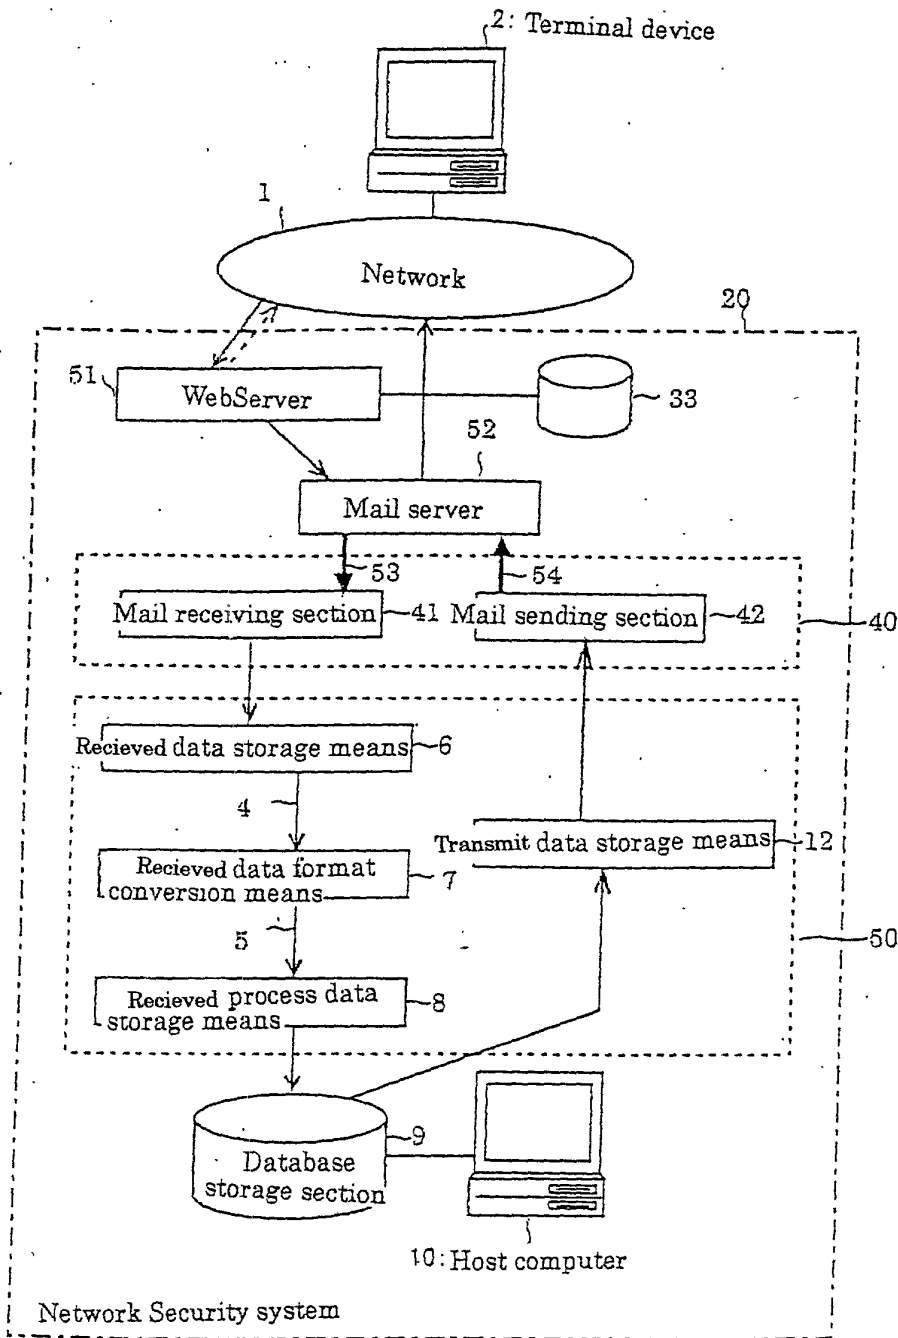 2: Terminal device
1
Network
20
51
WebServer
33
52
Mail server
53
54
Mail receiving section
41
Mail sending section
42
40
Recieved data storage means
6
4
Transmit data storage means
12
Recieved data format
conversion means
7
5
50
Recieved process data
storage means
8
9
Database
storage section
10: Host computer
Network Security system